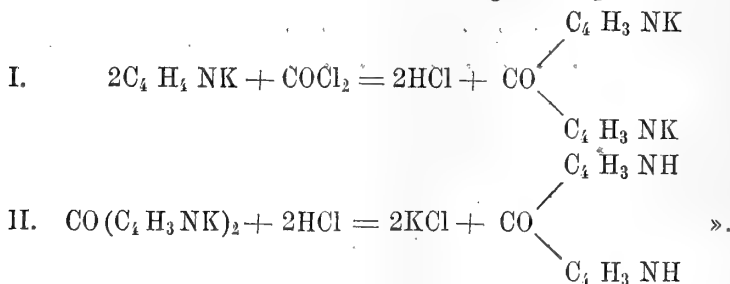 C₄ H₃ NK
I. 2C₄ H₄ NK + COCl₂ = 2HCl + CO
C₄ H₃ NK
C₄ H₃ NH
II. CO (C₄ H₃ NK)₂ + 2HCl = 2KCl + CO ».
C₄ H₃ NH